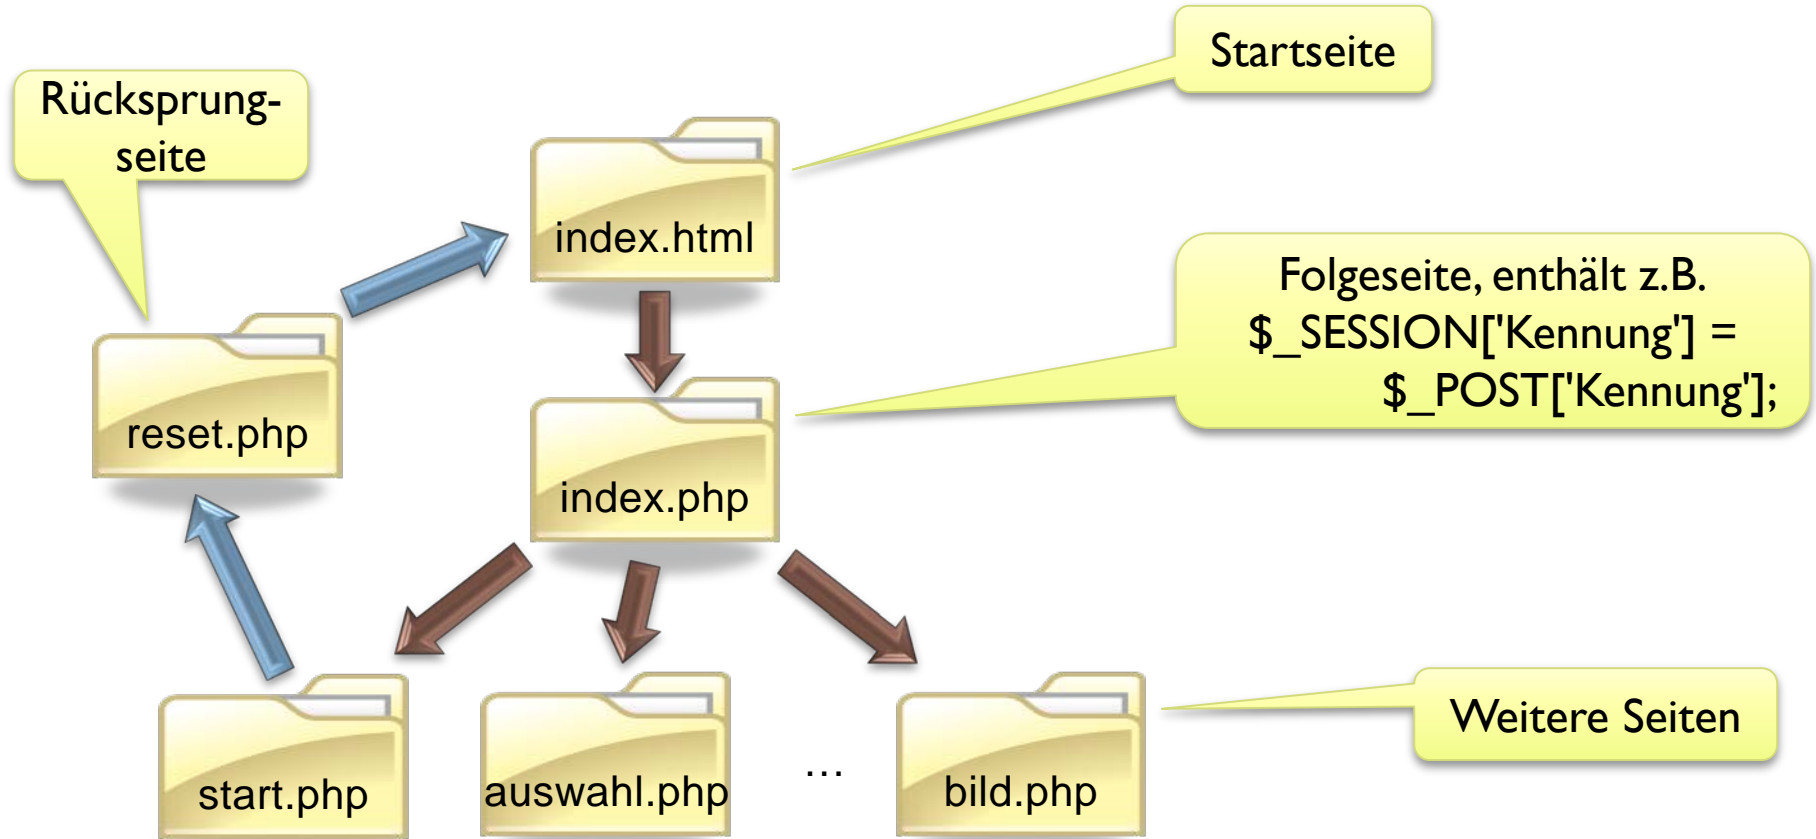 Startseite
Rücksprung-
seite
index.html
Folgeseite, enthält z.B.
$_SESSION['Kennung'] =
$_POST['Kennung'];
reset.php
index.php
Weitere Seiten
start.php
auswahl.php
...
bild.php